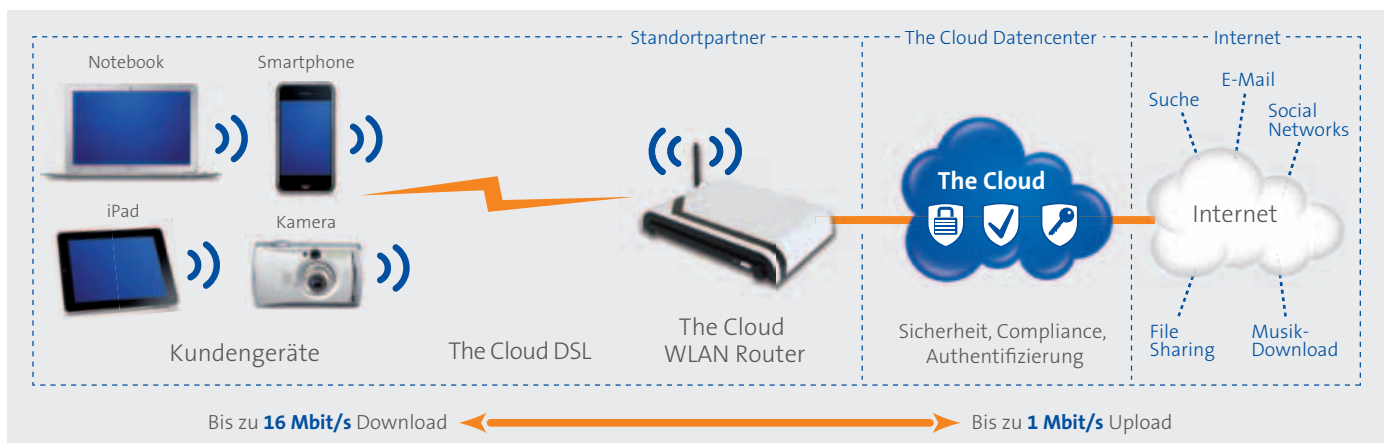 Standortpartner
The Cloud Datencenter
Internet
Notebook
Smartphone
iPad
Kamera
Kundengeräte
The Cloud DSL
The Cloud
WLAN Router
The Cloud
Sicherheit, Compliance,
Authentifizierung
Suche
E-Mail
Social
Networks
Internet
File
Sharing
Musik-
Download
Bis zu 16 Mbit/s Download
Bis zu 1 Mbit/s Upload